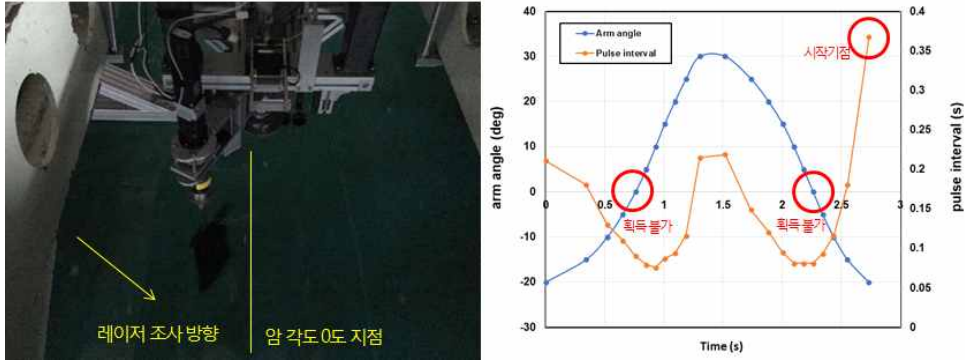 레이저 조사 방향
암 각도 0도 지점
Arm angle
Pulse interval
시작기점
획득 불가
획득 불가
arm angle (deg)
40
30
20
10
0
-10
-20
-30
0
0.5
1
1.5
2
2.5
3
Time (s)
0.4
0.35
0.3
0.25
0.2
0.15
0.1
0.05
0
pulse interval (s)